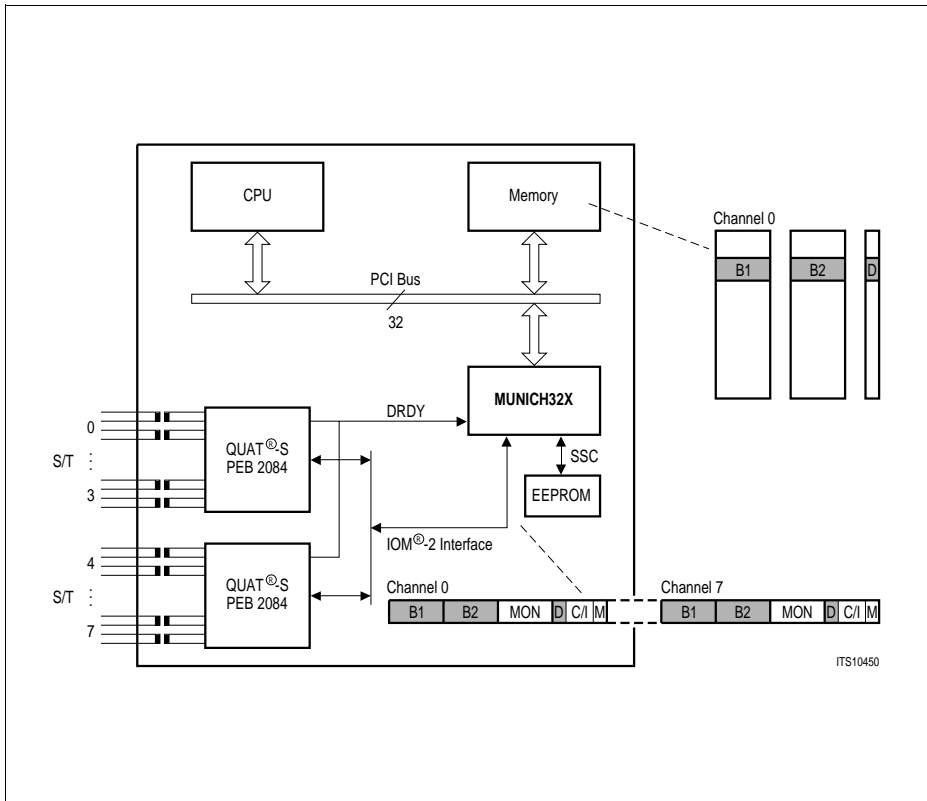 CPU
Memory
Channel 0
B1 B2 D
PCI Bus
32
MUNICH32X
DRDY
0
S/T
3
QUAT®-S
PEB 2084
SSC
EEPROM
IOM®-2 Interface
4
S/T
7
QUAT®-S
PEB 2084
Channel 0
B1 B2 MON D C/I M
Channel 7
B1 B2 MON D C/I M
ITS10450